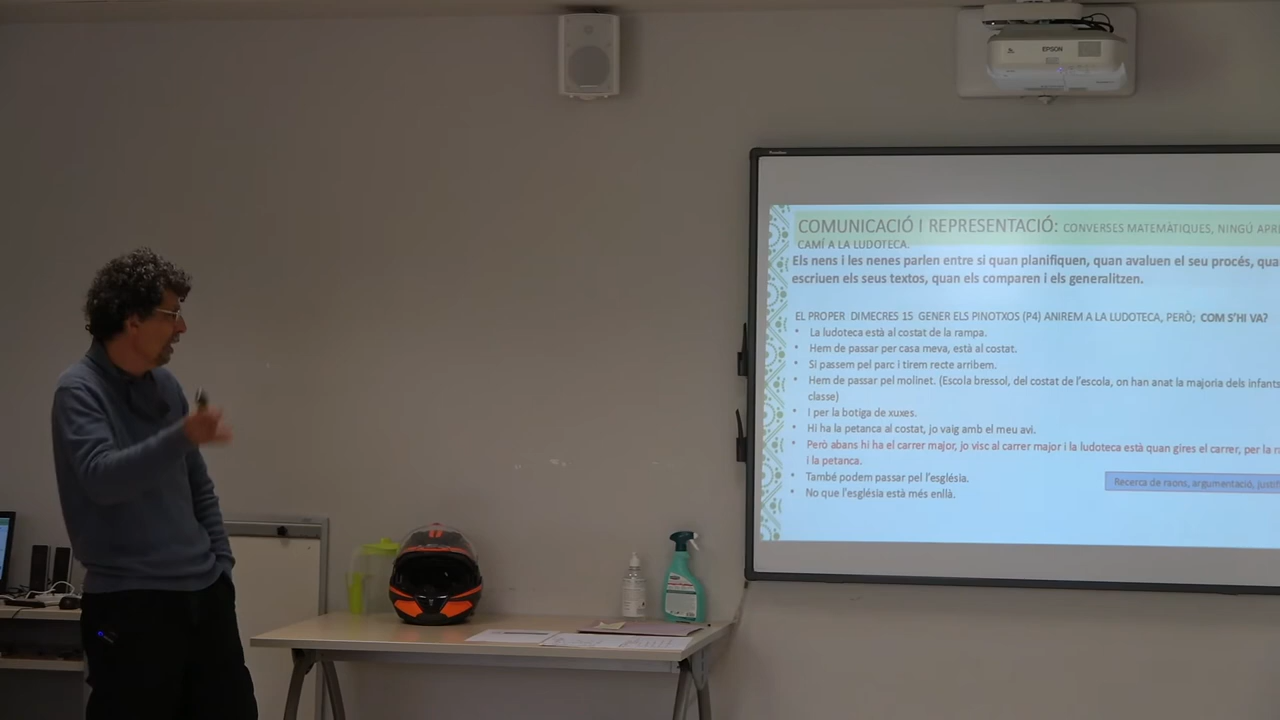 EPSON
COMUNICACIÓ I REPRESENTACIÓ: CONVERSES MATEMÀTIQUES, NINGÚ APR
CAMÍ A LA LUDOTECA.
Els nens i les nenes parlen entre si quan planifiquen, quan avaluen el seu procés, qua
escriuen els seus textos, quan els comparen i els generalitzen.
EL PROPER DIMECRES 15 GENER ELS PINOTXOS (P4) ANIREM A LA LUDOTECA, PERÒ; COM S'HI VA?
• La ludoteca està al costat de la rampa.
• Hem de passar per casa meva, està al costat.
• Si passem pel parc i tirem recte arribem.
• Hem de passar pel molinet. (Escola bressol, del costat de l'escola, on han anat la majoria dels infants
classe)
• I per la botiga de xuxes.
• Hi ha la petanca al costat, jo vaig amb el meu avi.
• Però abans hi ha el carrer major, jo visc al carrer major i la ludoteca està quan gires el carrer, per la r
i la petanca.
• També podem passar pel l'església.
• No que l'església està més enllà.
Recerca de raons, argumentació, justif